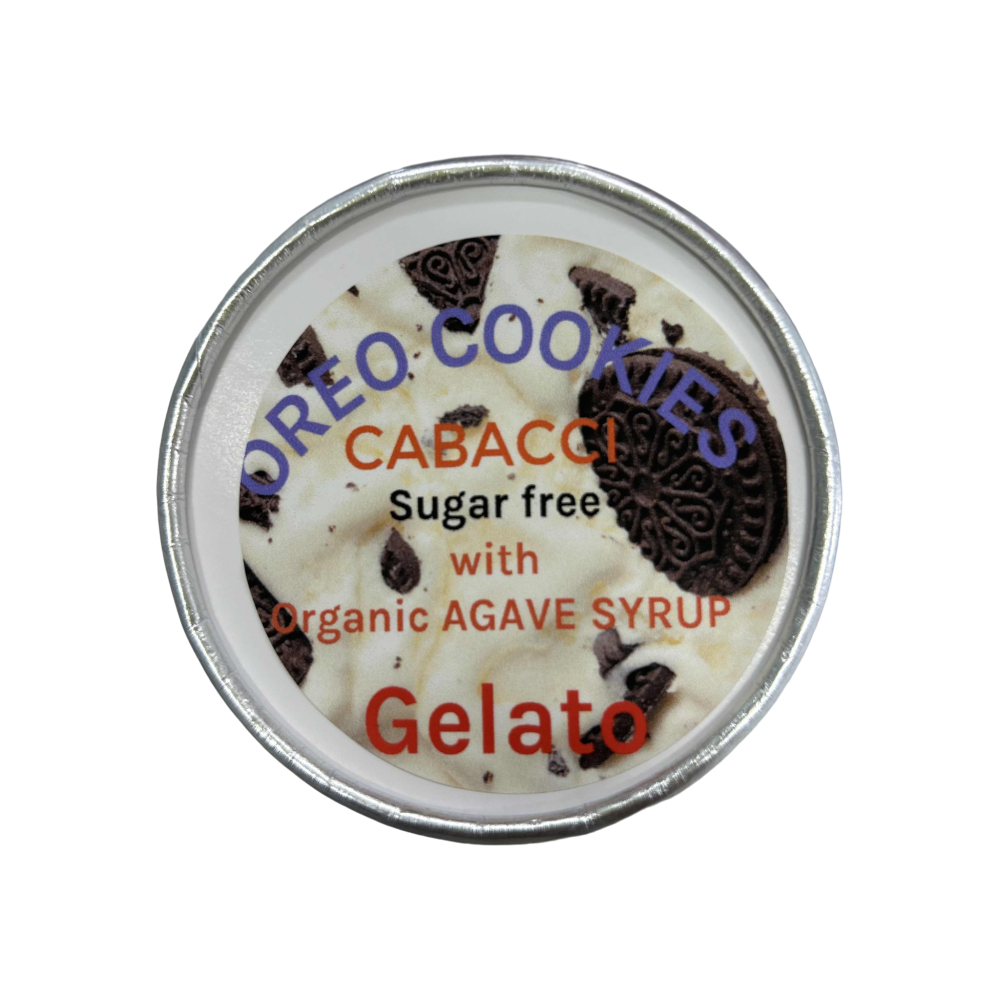 OREO COOKIES
CABACCI
Sugar free
with
Organic AGAVE SYRUP
Gelato